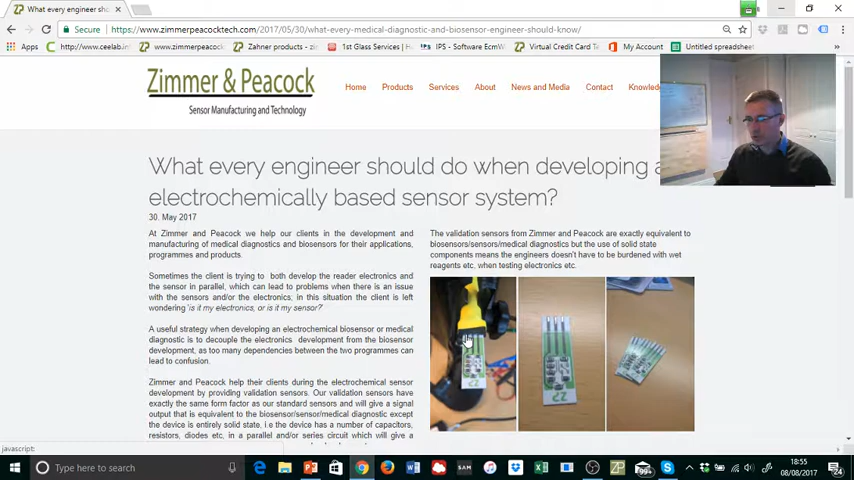 What every engineer sh
Secure
https://www.zimmerpeacocktech.com/2017/05/30/what-every-medical-diagnostic-and-biosensor-engineer-should-know/
Apps http://www.ceelab.in www.zimmerpeacock Zahner products - z 1st Glass Services IPS - Software EcmW Virtual Credit Card Te My Account Untitled spreadsheet
Zimmer & Peacock
Sensor Manufacturing and Technology
Home Products Services About News and Media Contact Knowled
What every engineer should do when developing a
electrochemically based sensor system?
30. May 2017
At Zimmer and Peacock we help our clients in the development and
manufacturing of medical diagnostics and biosensors for their applications,
programmes and products.
Sometimes the client is trying to both develop the reader electronics and
the sensor in parallel, which can lead to problems when there is an issue
with the sensors and/or the electronics; in this situation the client is left
wondering 'is it my electronics, or is it my sensor?'
A useful strategy when developing an electrochemical biosensor or medical
diagnostic is to decouple the electronics development from the biosensor
development, as too many dependencies between the two programmes can
lead to confusion.
Zimmer and Peacock help their clients during the electrochemical sensor
development by providing validation sensors. Our validation sensors have
exactly the same form factor as our standard sensors and will give a signal
output that is equivalent to the biosensor/sensor/medical diagnostic except
the device is entirely solid state, i.e the device has a number of capacitors,
resistors, diodes etc, in a parallel and/or series circuit which will give a
The validation sensors from Zimmer and Peacock are exactly equivalent to
biosensors/sensors/medical diagnostics but the use of solid state
components means the engineers don't have to be burdened with wet
reagents etc, when testing electronics etc.
ZP
javascript:
Type here to search
SAM
ZP
99+
18:55
08/08/2017
24